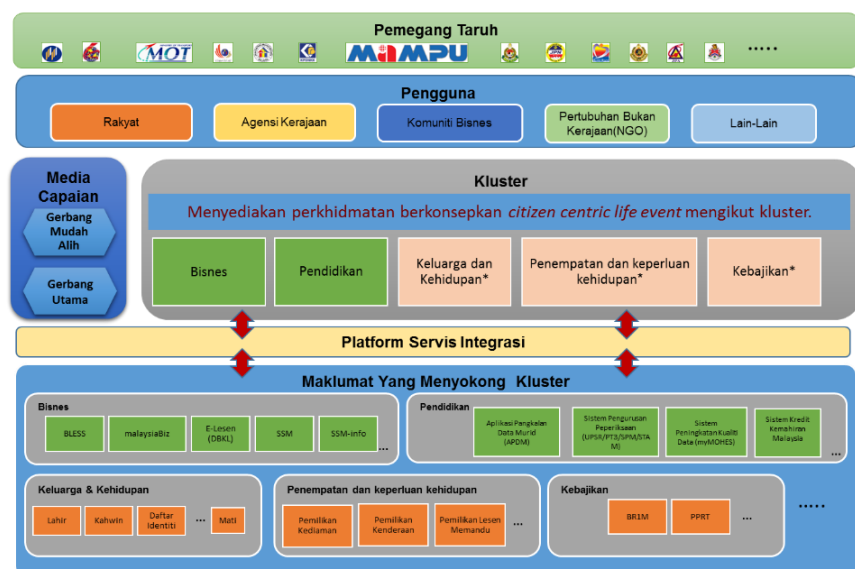 Pemegang Taruh
MOT
MAMPU
.....
Pengguna
Rakyat
Agensi Kerajaan
Komuniti Bisnes
Pertubuhan Bukan
Kerajaan(NGO)
Lain-Lain
Media
Capaian
Gerbang
Mudah
Alih
Gerbang
Utama
Kluster
Menyediakan perkhidmatan berkonsepkan citizen centric life event mengikut kluster.
Bisnes
Pendidikan
Keluarga dan
Kehidupan*
Penempatan dan keperluan
kehidupan*
Kebajikan*
Platform Servis Integrasi
Maklumat Yang Menyokong Kluster
Bisnes
BLESS
malaysiaBiz
E-Lesen
(DBKL)
SSM
SSM-info
...
Pendidikan
Aplikasi Pangkalan
Data Murid
(APDM)
Sistem Pengurusan
Peperiksaan
(UPSR/PT3/SPM/STA
M)
Sistem
Peningkatan Kualiti
Data (myMOHES)
Sistem Kredit
Kemahiran
Malaysia
...
Keluarga & Kehidupan
Lahir
Kahwin
Daftar
Identiti
...
Mati
Penempatan dan keperluan kehidupan
Pemilikan
Kediaman
Pemilikan
Kenderaan
Pemilikan Lesen
Memandu
...
Kebajikan
BR1M
PPRT
...
.....